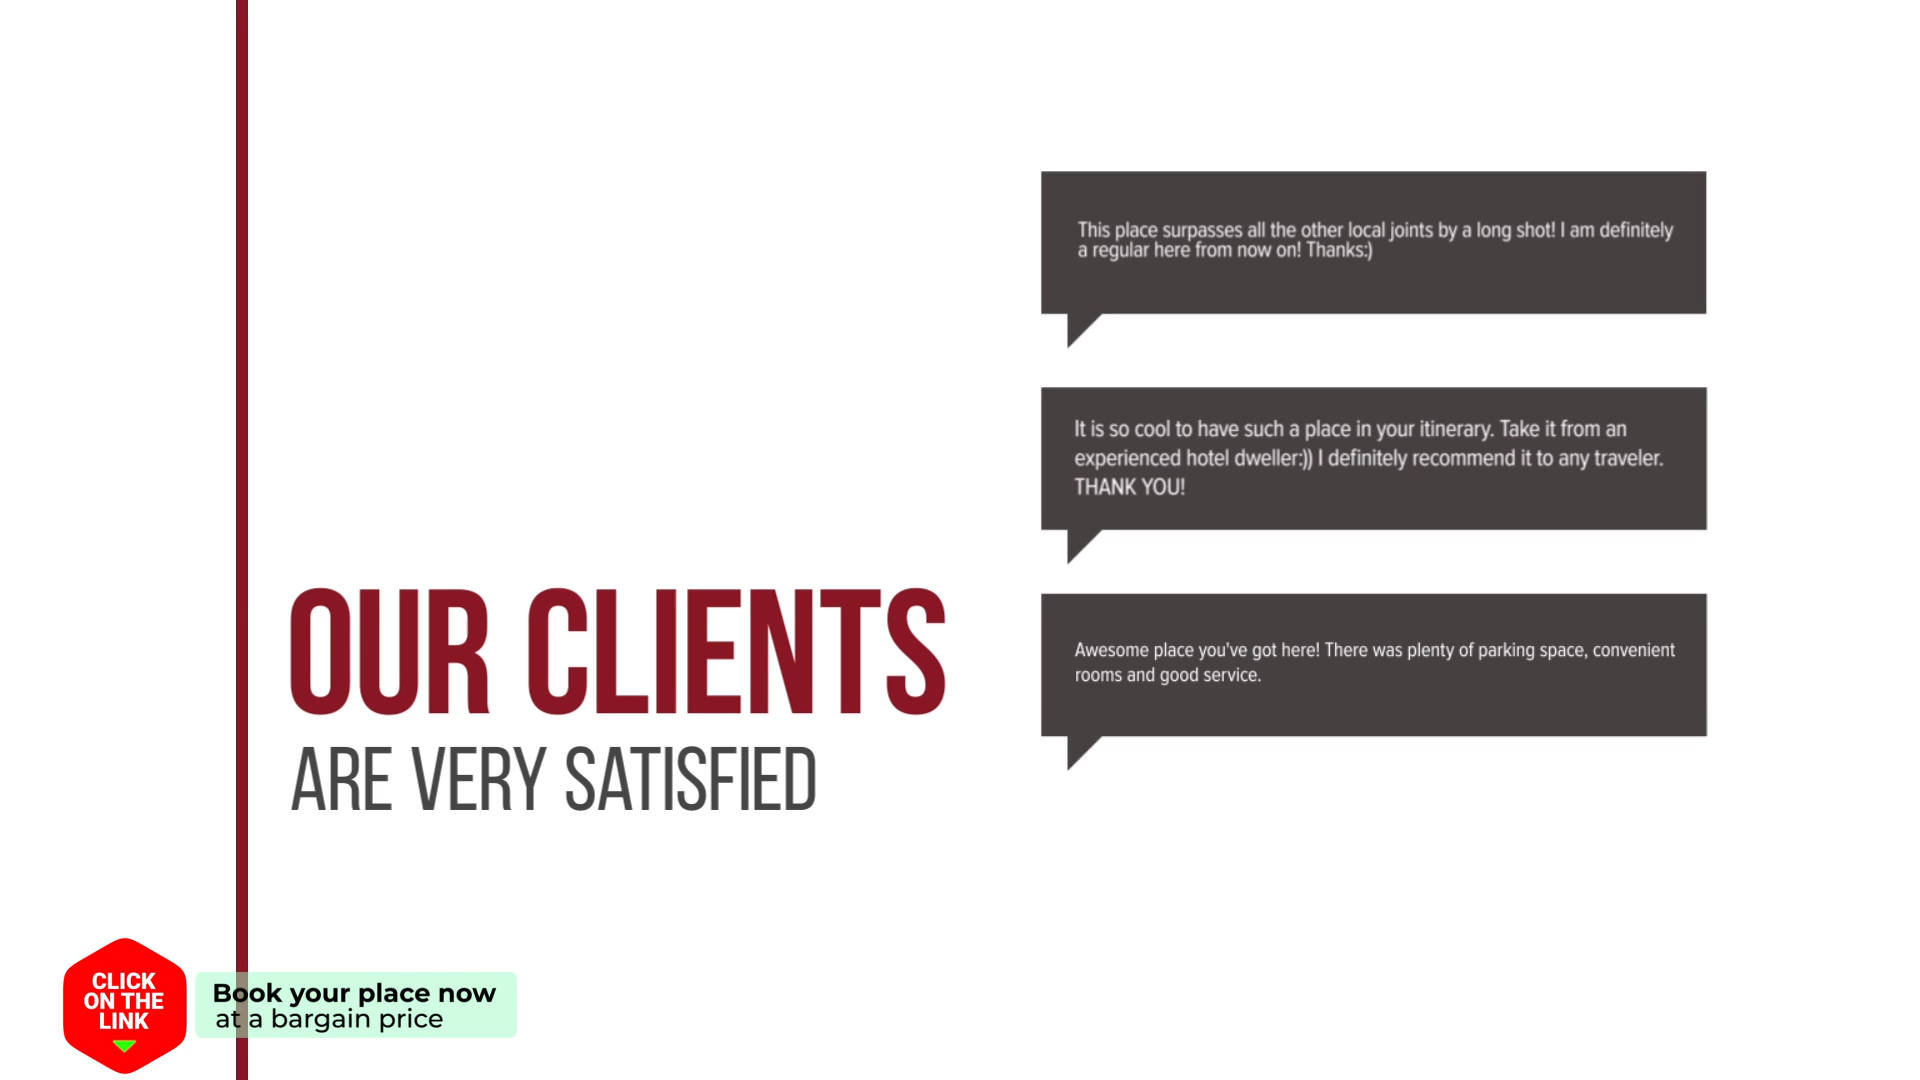 This place surpasses all the other local joints by a long shot! I am definitely
a regular here from now on! Thanks:)
It is so cool to have such a place in your itinerary. Take it from an
experienced hotel dweller:)) I definitely recommend it to any traveler.
THANK YOU!
Awesome place you've got here! There was plenty of parking space, convenient
rooms and good service.
OUR CLIENTS
ARE VERY SATISFIED
CLICK
ON THE
LINK
Book your place now
at a bargain price